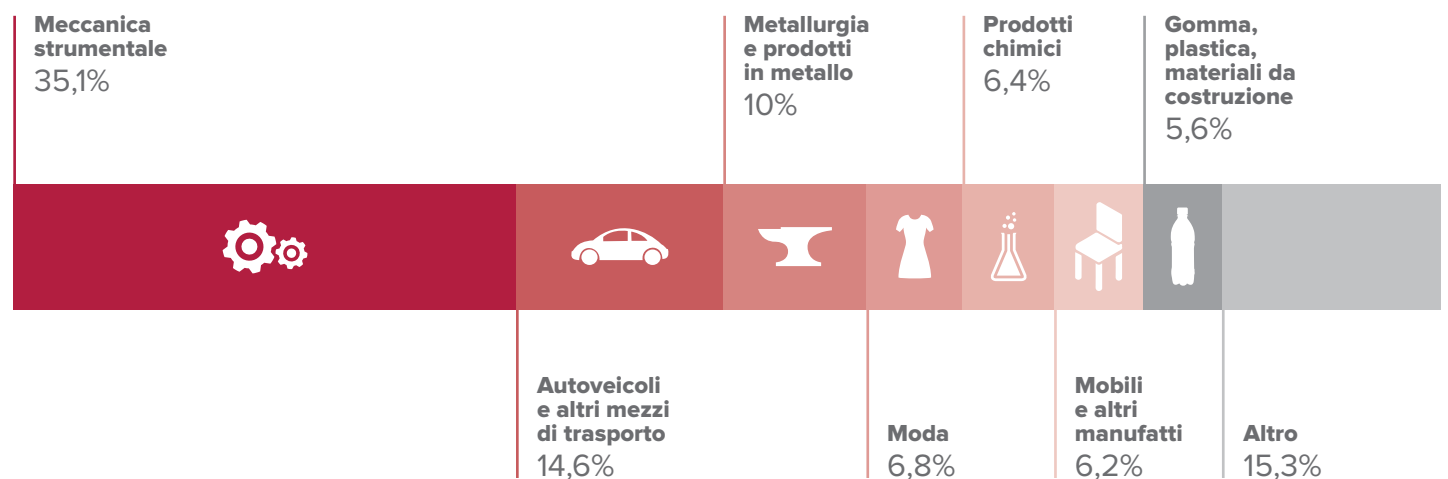 Meccanica
strumentale
35,1%
Autoveicoli
e altri mezzi
di trasporto
14,6%
Metallurgia
e prodotti
in metallo
10%
Moda
6,8%
Prodotti
chimici
6,4%
Mobili
e altri
manufatti
6,2%
Gomma,
plastica,
materiali da
costruzione
5,6%
Altro
15,3%